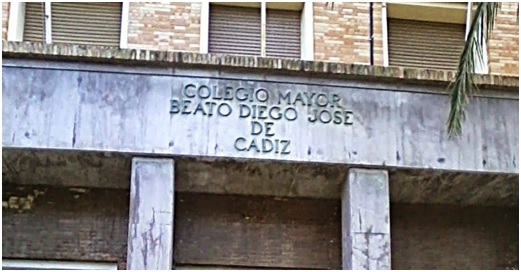 COLEGIO MAYOR
BEATO DIEGO JOSE
DE
CADIZ